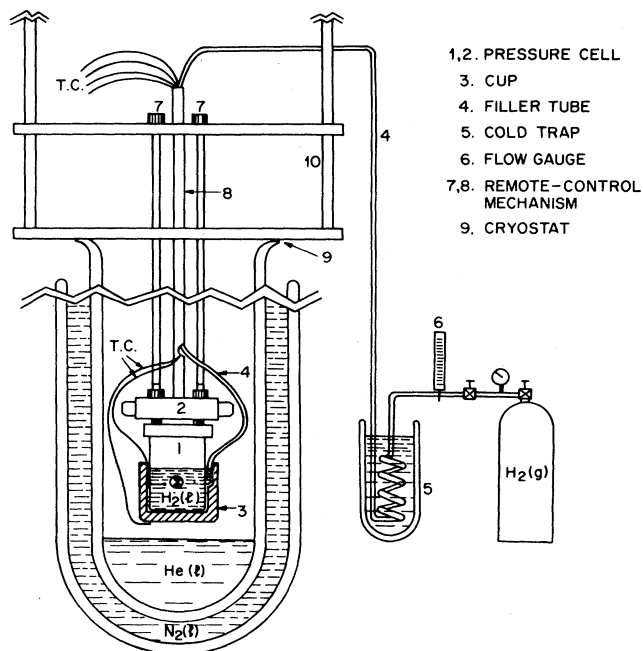 T.C.
7
7
4
10
8
9
1,2. PRESSURE CELL
3. CUP
4. FILLER TUBE
5. COLD TRAP
6. FLOW GAUGE
7,8. REMOTE-CONTROL
MECHANISM
9. CRYOSTAT
T.C.
4
2
1
H₂(ℓ)
3
He(ℓ)
N₂(ℓ)
6
5
H₂(g)